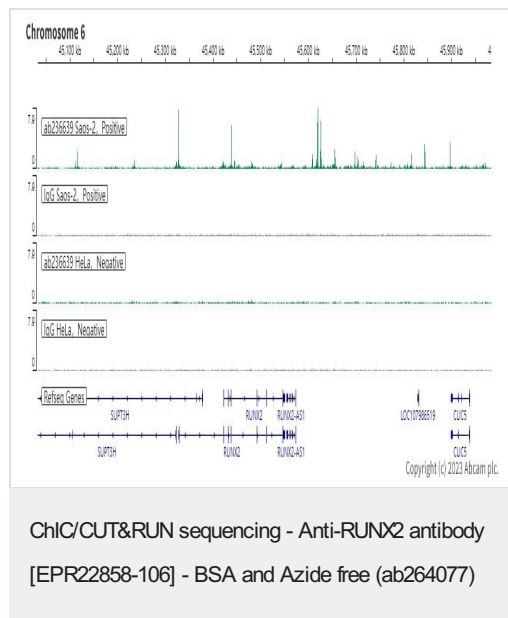 Chromosome 6
45,100 kb 45,200 kb 45,300 kb 45,400 kb 45,500 kb 45,600 kb 45,700 kb 45,800 kb 45,900 kb 4
7.9
ab236639 Saos-2, Positive
0
7.9
IgG Saos-2, Positive
0
7.9
ab236639 HeLa, Negative
0
7.9
IgG HeLa, Negative
0
Refseq Genes
SUPT3H RUNX2 RUNX2-AS1 LOC107986519 CLIC5
SUPT3H RUNX2 RUNX2-AS1 CLIC5
Copyright (c) 2023 Abcam plc.
ChIC/CUT&RUN sequencing - Anti-RUNX2 antibody
[EPR22858-106] - BSA and Azide free (ab264077)